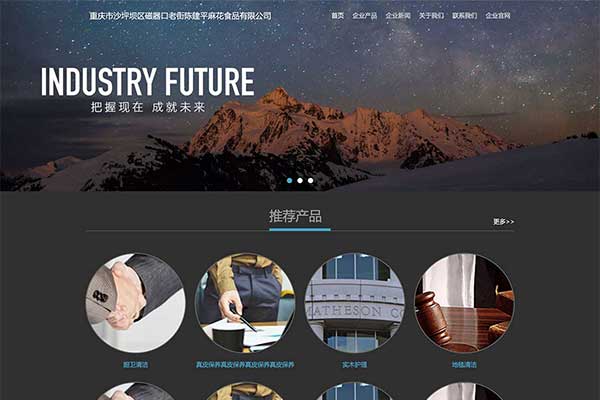 重庆市沙坪坝区磁器口老街陈建平麻花食品有限公司
首页 企业产品 企业新闻 关于我们 联系我们 企业官网
INDUSTRY FUTURE
把握现在 成就未来
推荐产品
更多>>
MATHESON CO
厨卫清洁 真皮保养真皮保养真皮保养真皮保养 实木护理 地毯清洁